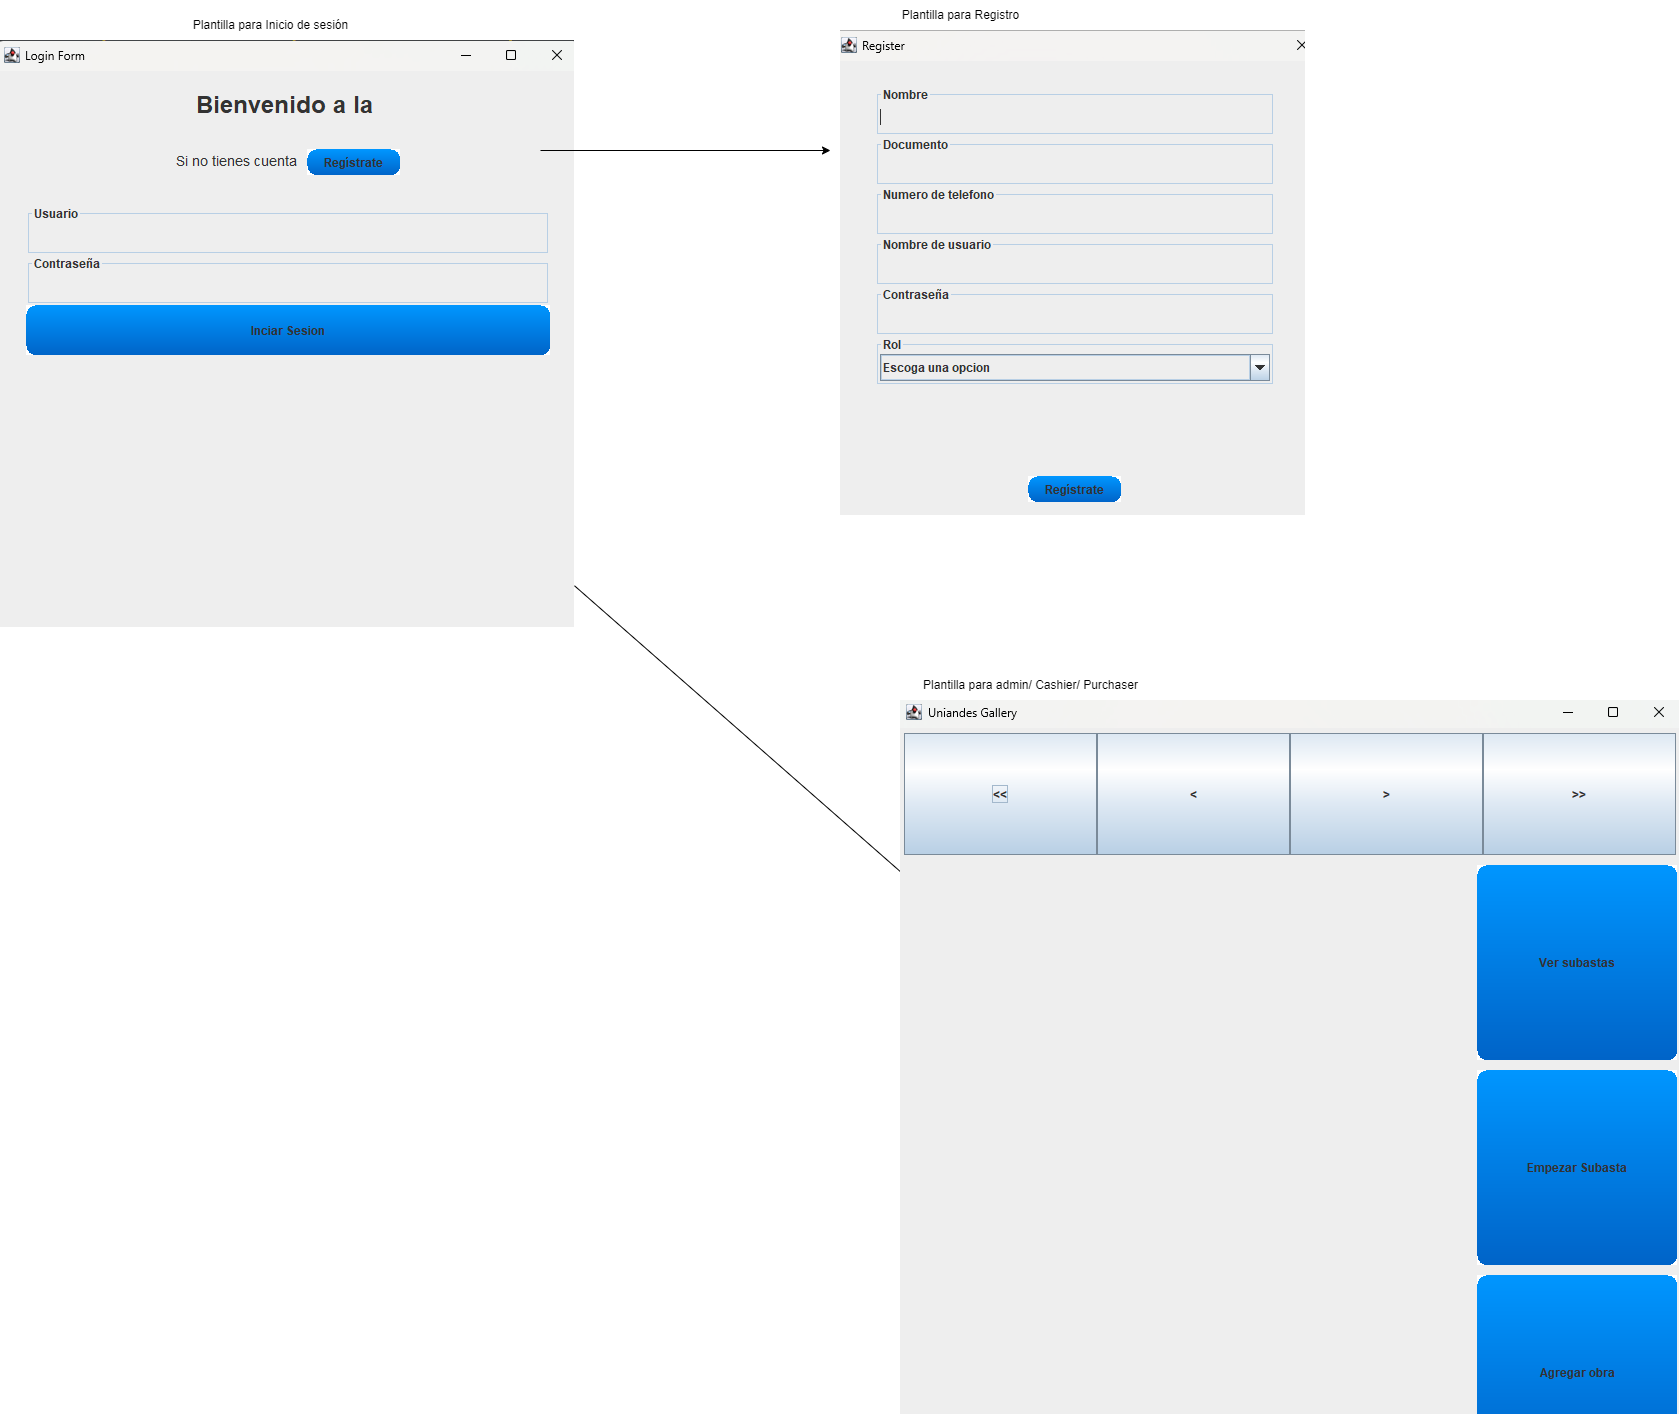 Plantilla para Inicio de sesión
Login Form
Bienvenido a la
Si no tienes cuenta Registrate
Usuario
Contraseña
Inciar Sesion
Plantilla para Registro
Register
Nombre
Documento
Numero de telefono
Nombre de usuario
Contraseña
Rol
Escoga una opcion
Registrate
Plantilla para admin/ Cashier/ Purchaser
Uniandes Gallery
<< < > >>
Ver subastas
Empezar Subasta
Agregar obra